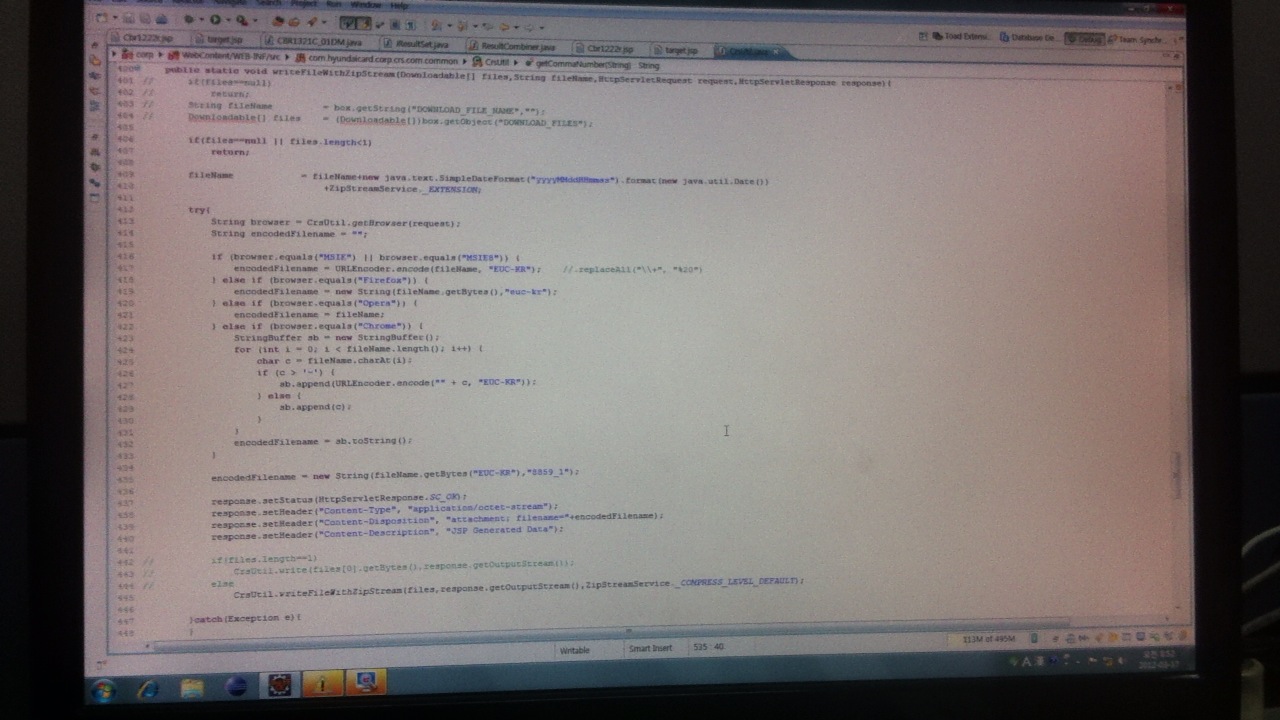 Search Project Run Window Help
Cbr1222r.jsp target.jsp CBR1321C_01DM.java IResultSet.java ResultCombiner.java Cbr1222r.jsp target.jsp
Toad Extensi... Database De... Debug Team Synchr...
corp WebContent/WEB-INF/src com.hyundaicard.corp.crs.com.common CrsUtil getCommaNumber(String) String
400 public static void writeFileWithZipStream(Downloadable[] files,String fileName,HttpServletRequest request,HttpServletResponse response){
401 // if(files==null)
402 // return;
403 // String fileName = box.getString("DOWNLOAD_FILE_NAME","");
404 // Downloadable[] files = (Downloadable[])box.getObject("DOWNLOAD_FILES");
405
406 if(files==null || files.length<1)
407 return;
408
409 fileName = fileName+new java.text.SimpleDateFormat("yyyyMMddHHmmss").format(new java.util.Date())
410 +ZipStreamService._EXTENSION;
411
412 try{
413 String browser = CrsUtil.getBrowser(request);
414 String encodedFilename = "";
415
416 if (browser.equals("MSIE") || browser.equals("MSIE8")) {
417 encodedFilename = URLEncoder.encode(fileName, "EUC-KR"); //.replaceAll("\\+", "%20")
418 } else if (browser.equals("Firefox")) {
419 encodedFilename = new String(fileName.getBytes(),"euc-kr");
420 } else if (browser.equals("Opera")) {
421 encodedFilename = fileName;
422 } else if (browser.equals("Chrome")) {
423 StringBuffer sb = new StringBuffer();
424 for (int i = 0; i < fileName.length(); i++) {
425 char c = fileName.charAt(i);
426 if (c > '~') {
427 sb.append(URLEncoder.encode("" + c, "EUC-KR"));
428 } else {
429 sb.append(c);
430 }
431 }
432 encodedFilename = sb.toString();
433 }
434
435 encodedFilename = new String(fileName.getBytes("EUC-KR"),"8859_1");
436
437 response.setStatus(HttpServletResponse.SC_OK);
438 response.setHeader("Content-Type", "application/octet-stream");
439 response.setHeader("Content-Disposition", "attachment; filename="+encodedFilename);
440 response.setHeader("Content-Description", "JSP Generated Data");
441
442 // if(files.length==1)
443 // CrsUtil.write(files[0].getBytes(),response.getOutputStream());
444 // else
445 CrsUtil.writeFileWithZipStream(files,response.getOutputStream(),ZipStreamService._COMPRESS_LEVEL_DEFAULT);
446
447 }catch(Exception e){
448 }
Writable Smart Insert 535 : 40 113M of 495M
A